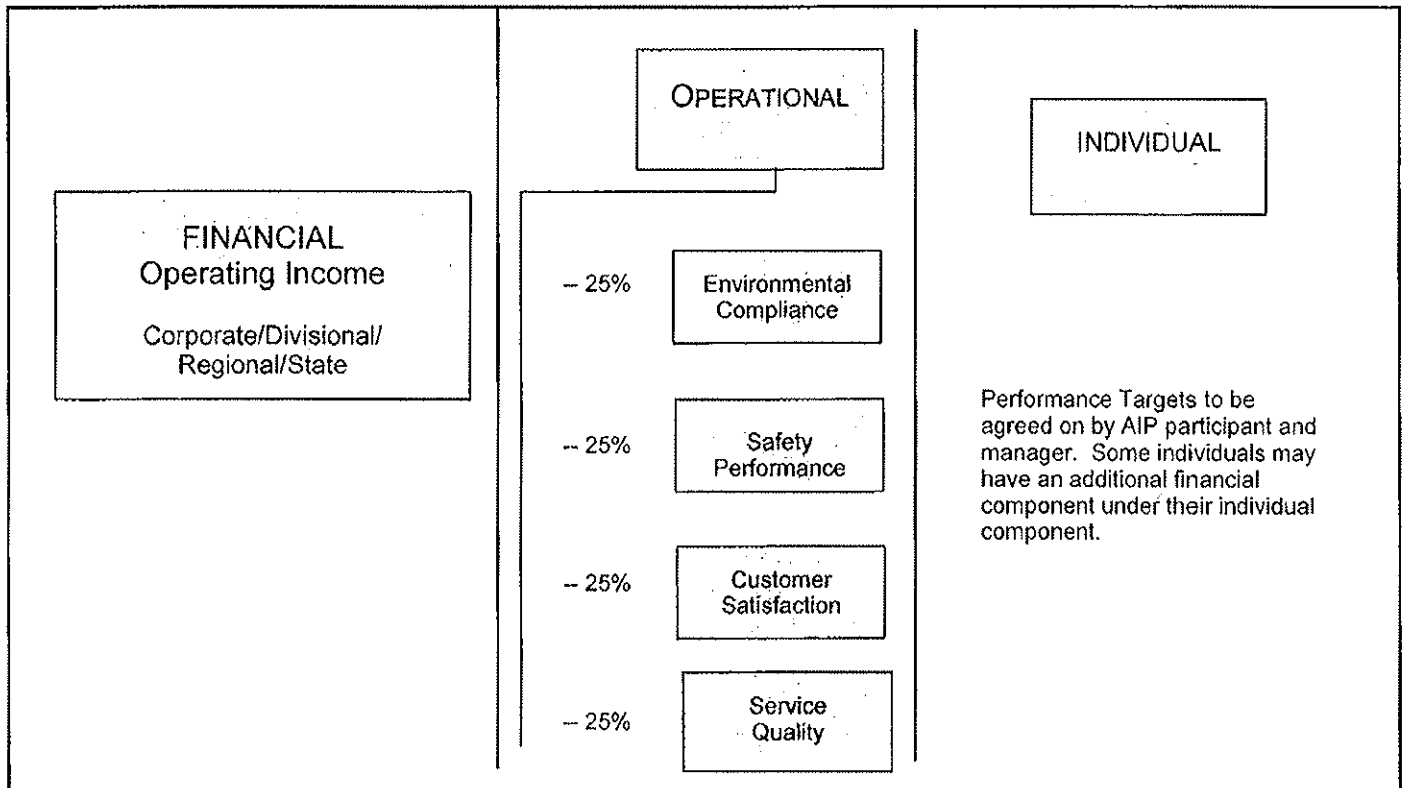 FINANCIAL
Operating Income
Corporate/Divisional/
Regional/State
OPERATIONAL
-- 25%
Environmental
Compliance
-- 25%
Safety
Performance
-- 25%
Customer
Satisfaction
-- 25%
Service
Quality
INDIVIDUAL
Performance Targets to be
agreed on by AIP participant and
manager. Some individuals may
have an additional financial
component under their individual
component.